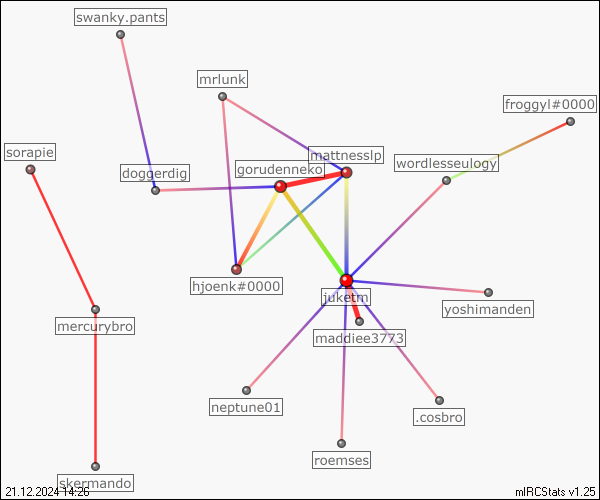 swanky.pants
mrlunk
froggyl#0000
sorapie
mattnesslp
doggerdig
gorudenneko
wordlesseulogy
hjoenk#0000
juketm
yoshimanden
mercurybro
maddiee3773
neptune01
.cosbro
roemses
skermando
21.12.2024 14:26
mIRCStats v1.25